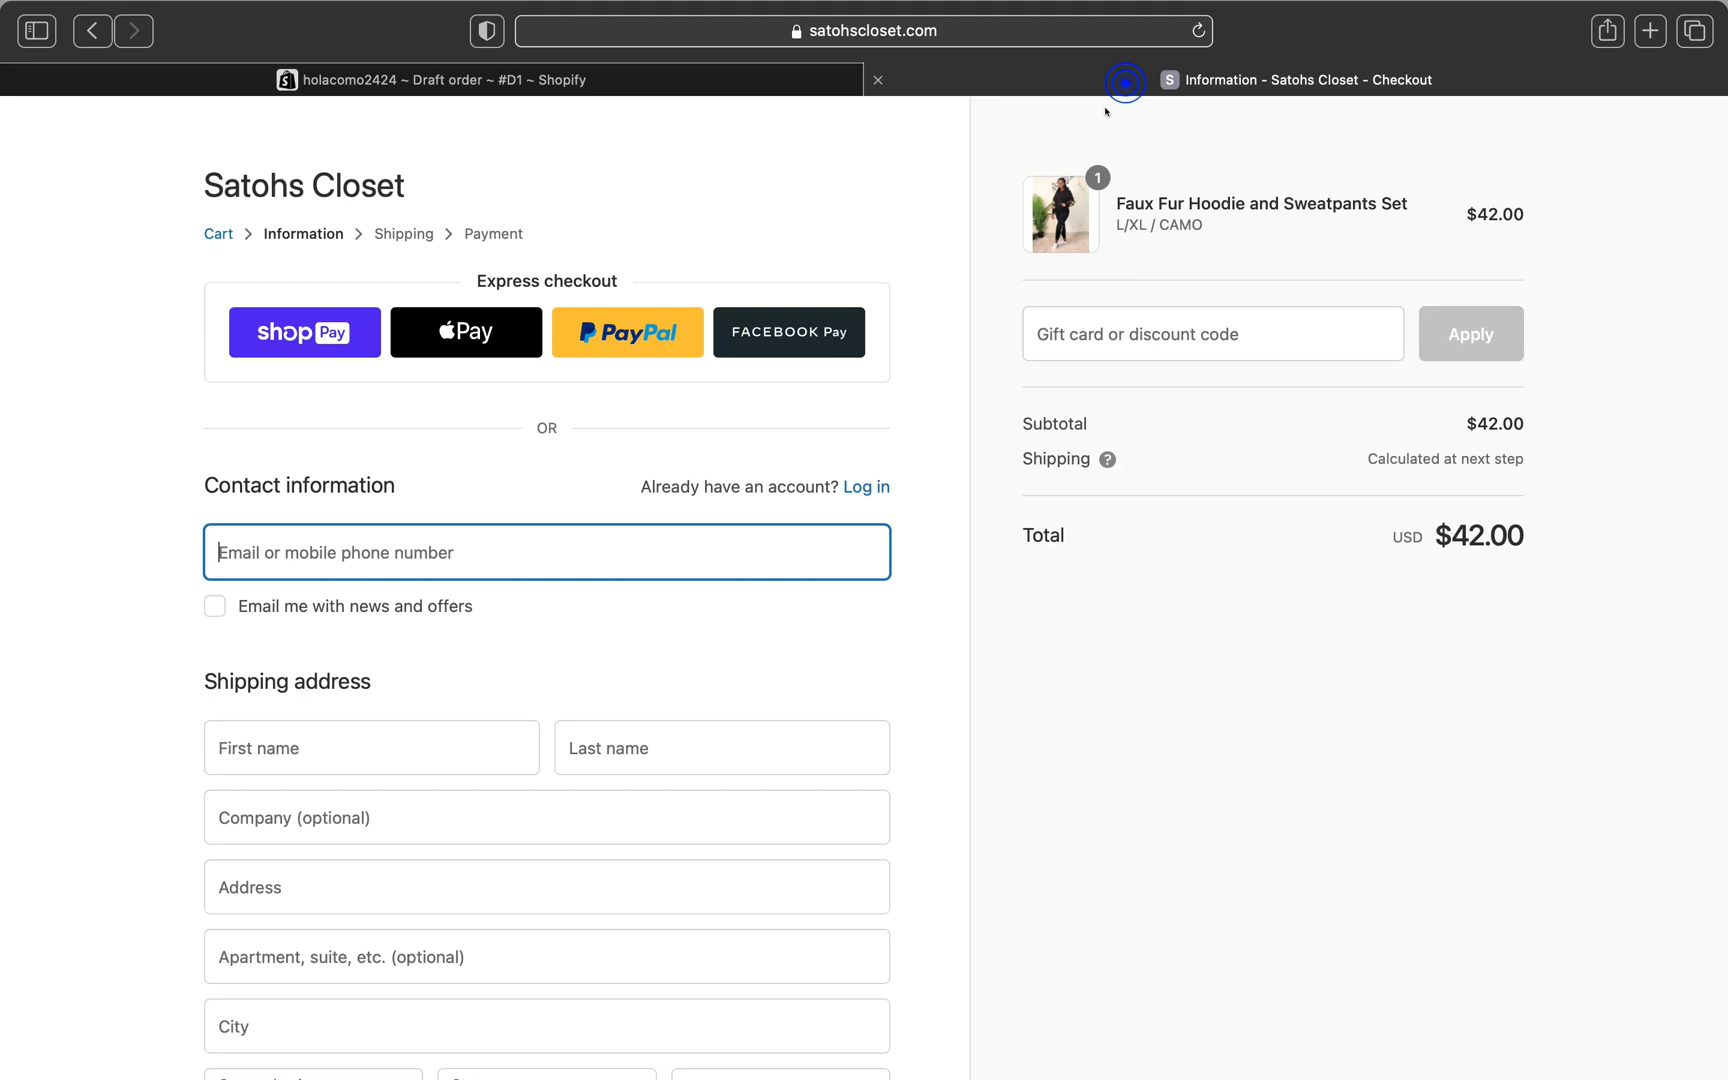 satohscloset.com
holacomo2424 ~ Draft order ~ #D1 ~ Shopify
S Information - Satohs Closet - Checkout
Satohs Closet
Cart > Information > Shipping > Payment
Express checkout
shop Pay
Pay
PayPal
FACEBOOK Pay
OR
Contact information
Already have an account? Log in
Email or mobile phone number
Email me with news and offers
Shipping address
First name
Last name
Company (optional)
Address
Apartment, suite, etc. (optional)
City
1
Faux Fur Hoodie and Sweatpants Set
$42.00
L/XL / CAMO
Gift card or discount code
Apply
Subtotal
$42.00
Shipping ?
Calculated at next step
Total
USD $42.00